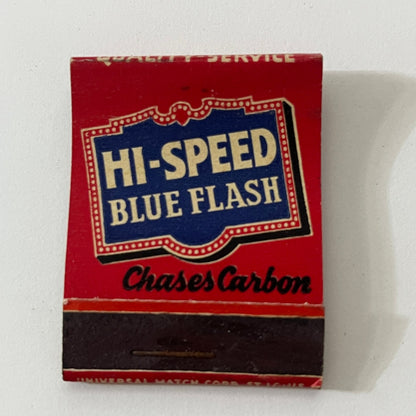 QUALITY - SERVICE
HI-SPEED
BLUE FLASH
Chases Carbon
UNIVERSAL MATCH CORP. ST. LOUIS